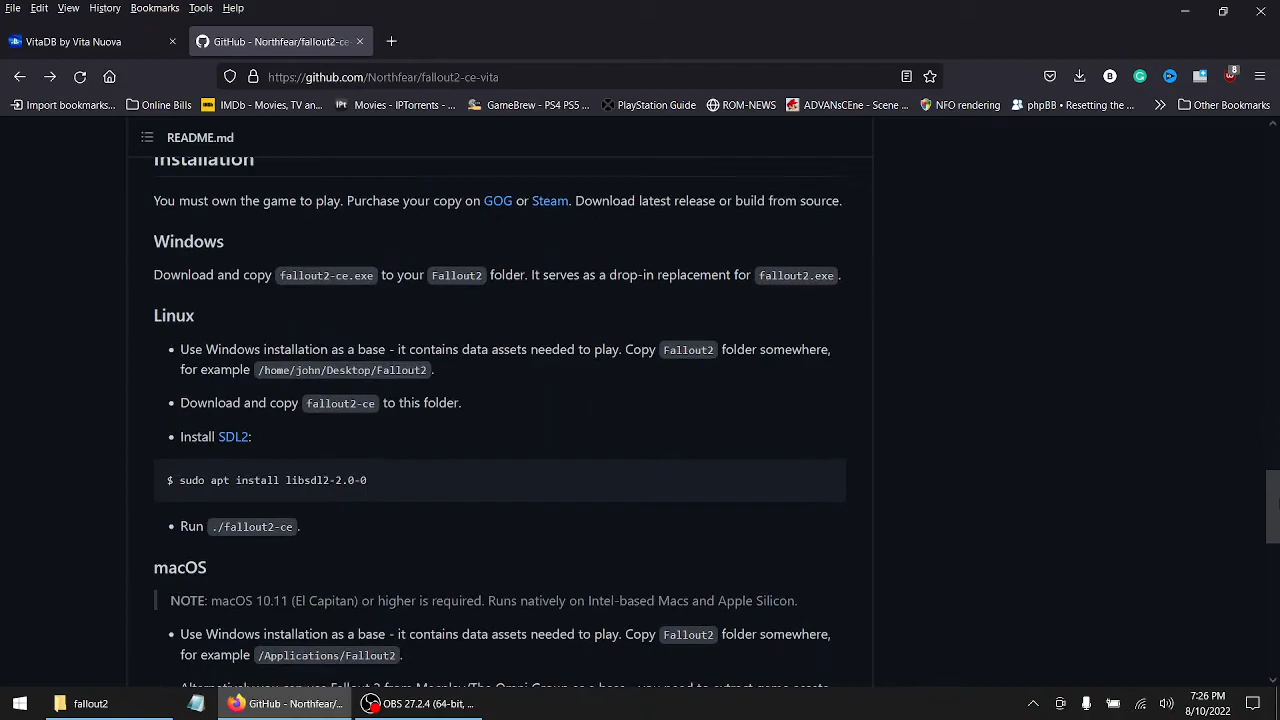 File Edit View History Bookmarks Tools Help
VitaDB by Vita Nuova
GitHub - Northfear/fallout2-ce-
https://github.com/Northfear/fallout2-ce-vita
8
Import bookmarks...
Online Bills
IMDb
IMDb - Movies, TV an...
IPt
Movies - IPTorrents - ...
GameBrew - PS4 PS5 ...
PlayStation Guide
ROM-NEWS
ADVAnsCEne - Scene ...
NFO rendering
phpBB • Resetting the ...
Other Bookmarks
README.md
Installation
You must own the game to play. Purchase your copy on GOG or Steam. Download latest release or build from source.
Windows
Download and copy fallout2-ce.exe to your Fallout2 folder. It serves as a drop-in replacement for fallout2.exe.
Linux
• Use Windows installation as a base - it contains data assets needed to play. Copy Fallout2 folder somewhere,
for example /home/john/Desktop/Fallout2.
• Download and copy fallout2-ce to this folder.
• Install SDL2:
$ sudo apt install libsdl2-2.0-0
• Run ./fallout2-ce.
macOS
NOTE: macOS 10.11 (El Capitan) or higher is required. Runs natively on Intel-based Macs and Apple Silicon.
• Use Windows installation as a base - it contains data assets needed to play. Copy Fallout2 folder somewhere,
for example /Applications/Fallout2.
fallout2
GitHub - Northfear/...
OBS 27.2.4 (64-bit, ...
7:26 PM
8/10/2022